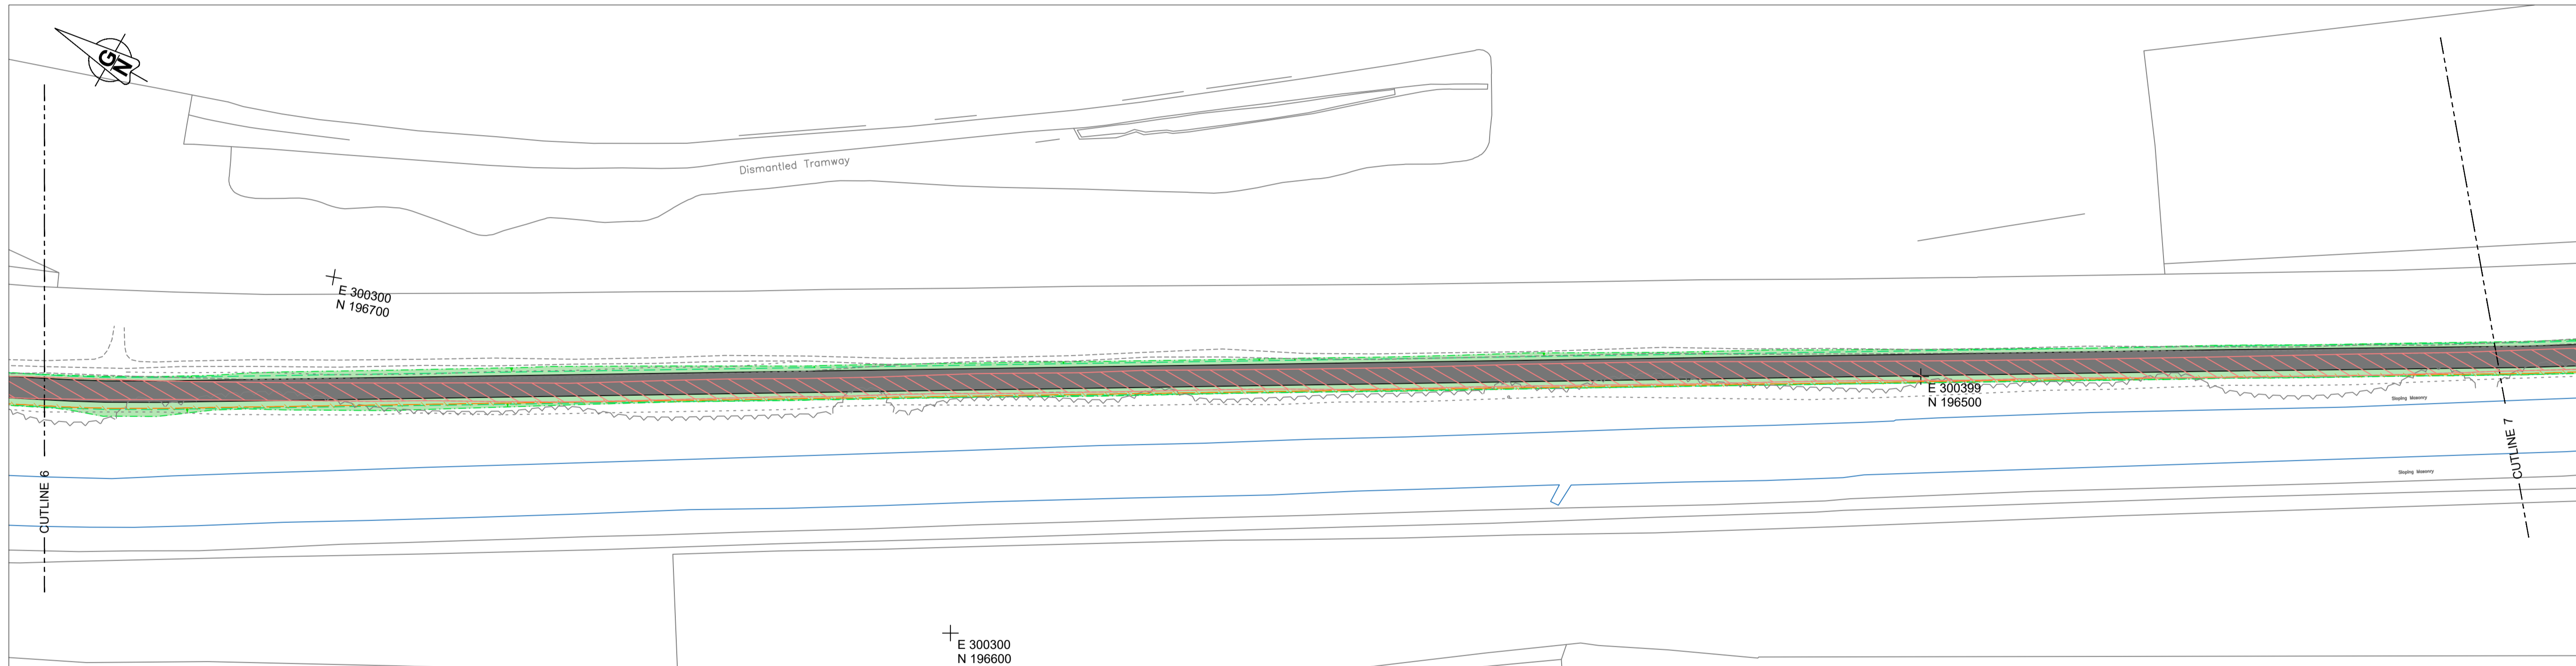 GN
Dismantled Tramway
E 300300
N 196700
E 300399
N 196500
Sloping Masonry
CUTLINE 6
CUTLINE 7
Sloping Masonry
E 300300
N 196600